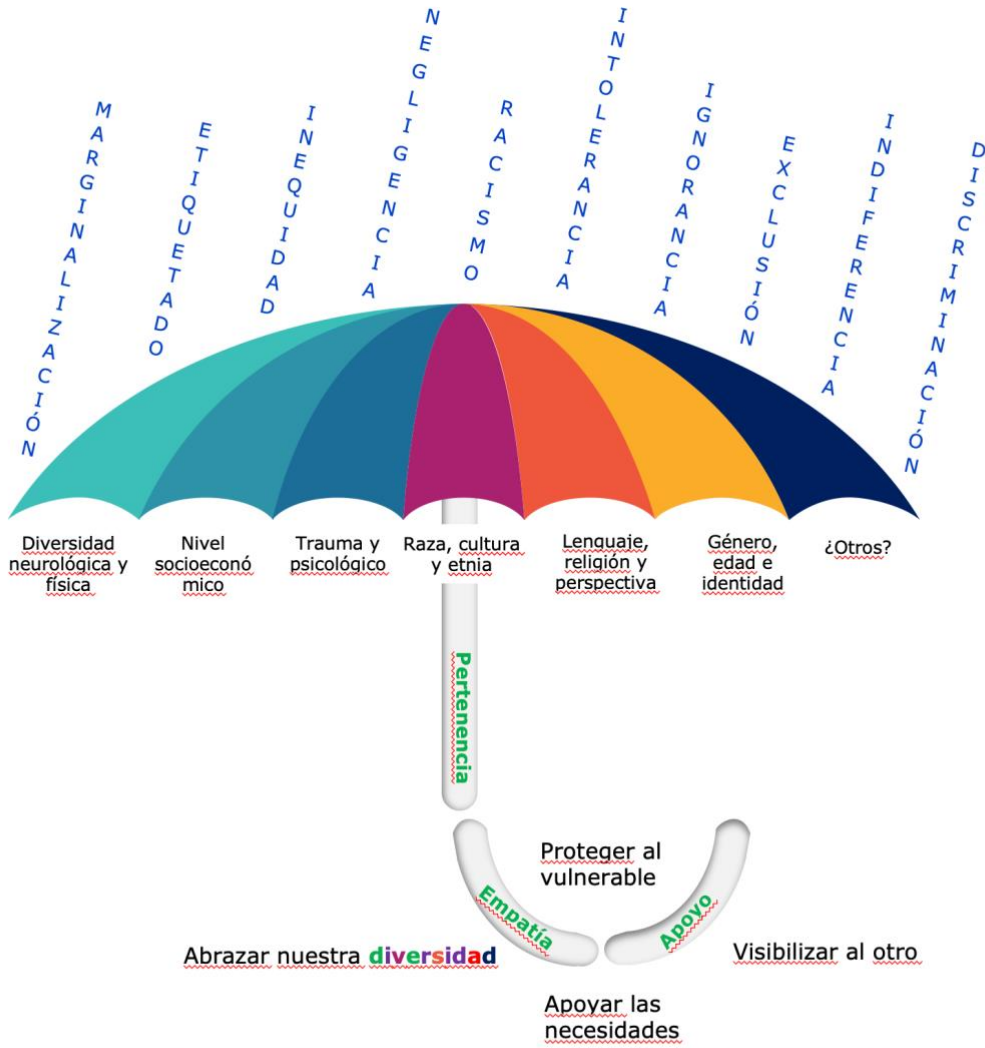 MARGINALIZACIÓN
ETIQUETADO
INEQUIDAD
NEGLIGENCIA
RACISMO
INTOLERANCIA
IGNORANCIA
EXCLUSIÓN
INDIFERENCIA
DISCRIMINACIÓN
Diversidad
neurológica y
física
Nivel
socioeconó
mico
Trauma y
psicológico
Raza, cultura
y etnia
Lenguaje,
religión y
perspectiva
Género,
edad e
identidad
¿Otros?
Pertenencia
Proteger al
vulnerable
Empatía
Apoyo
Abrazar nuestra diversidad
Visibilizar al otro
Apoyar las
necesidades